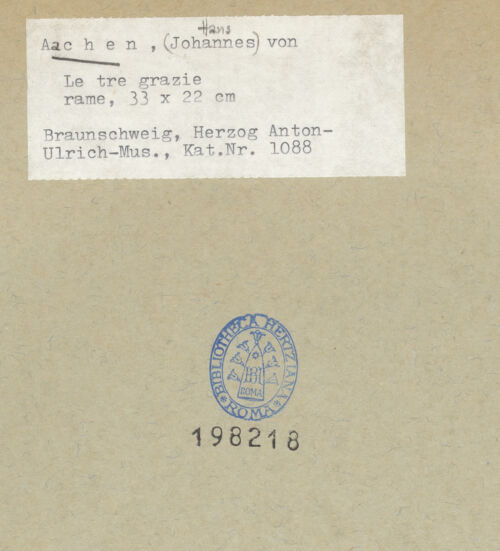 Hans
Aachen, (Johannes) von
Le tre grazie
rame, 33 x 22 cm
Braunschweig, Herzog Anton-
Ulrich-Mus., Kat.Nr. 1088
BIBLIOTHECA HERTZIANA
ROMA
ROMA
198218